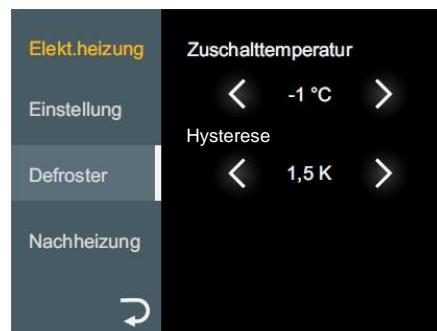 Elekt.heizung
Einstellung
Defroster
Nachheizung
Zuschalttemperatur
-1 °C
Hysterese
1,5 K